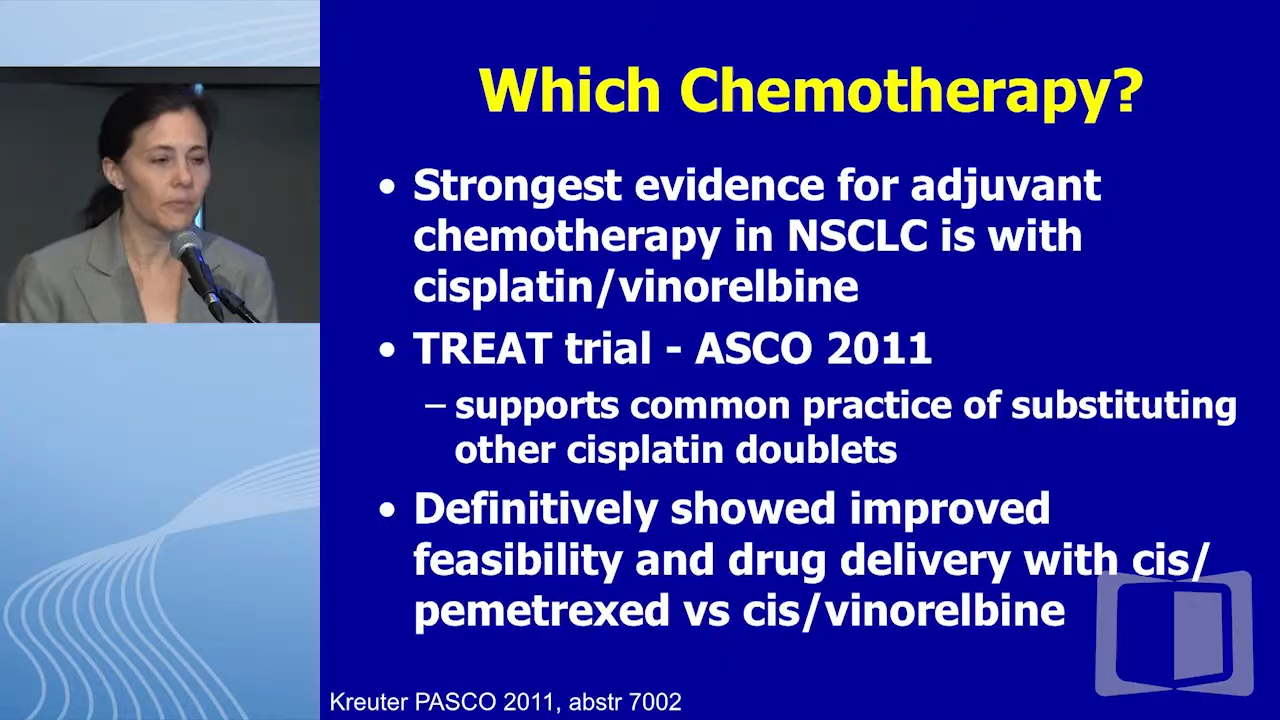 Which Chemotherapy?
• Strongest evidence for adjuvant
chemotherapy in NSCLC is with
cisplatin/vinorelbine
• TREAT trial - ASCO 2011
– supports common practice of substituting
other cisplatin doublets
• Definitively showed improved
feasibility and drug delivery with cis/
pemetrexed vs cis/vinorelbine
Kreuter PASCO 2011, abstr 7002